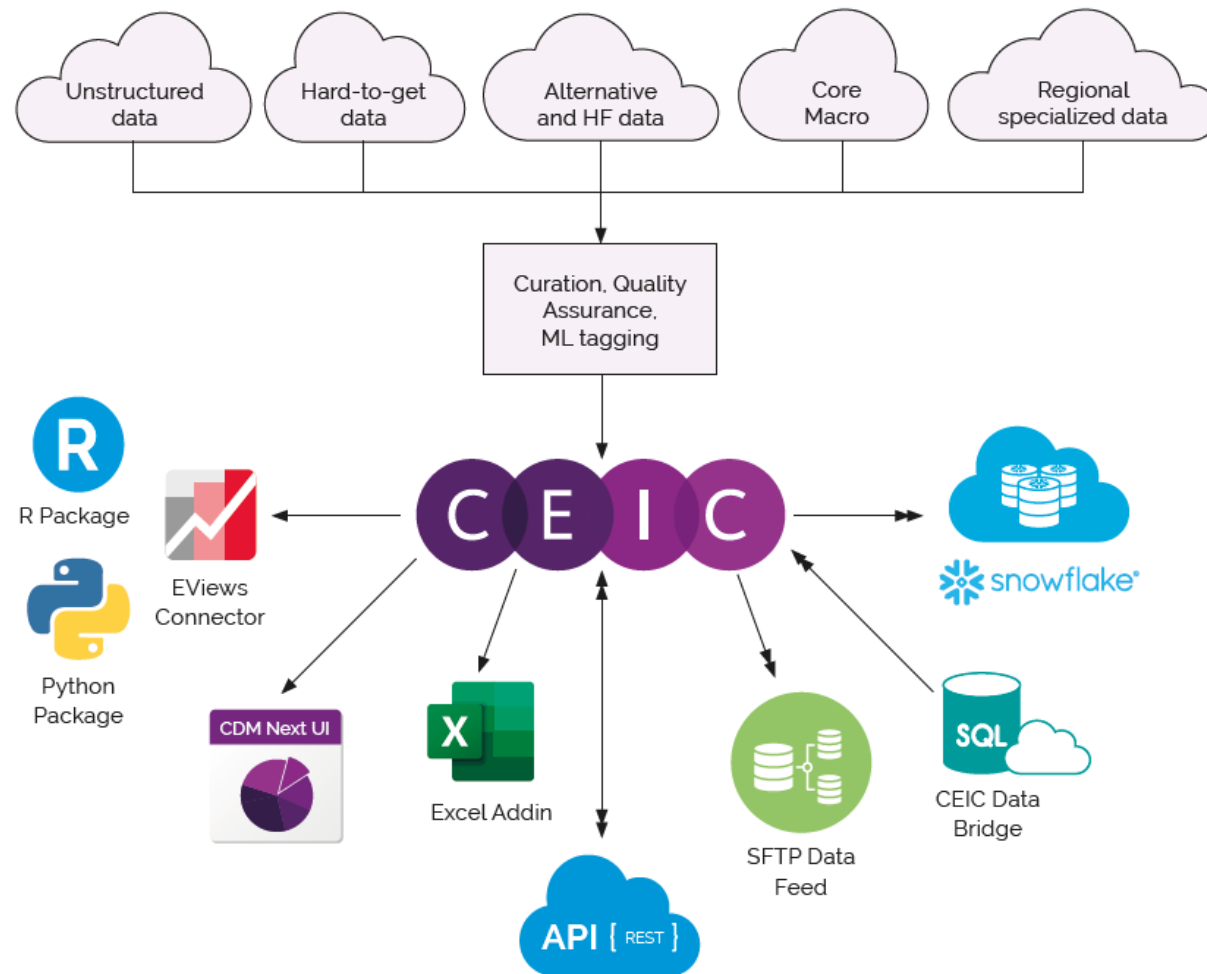 Unstructured
data
Hard-to-get
data
Alternative
and HF data
Core
Macro
Regional
specialized data
Curation, Quality
Assurance,
ML tagging
R
R Package
EViews
Connector
Python
Package
C E I C
snowflake®
CDM Next UI
X
Excel Addin
API { REST }
SFTP Data
Feed
SQL
CEIC Data
Bridge